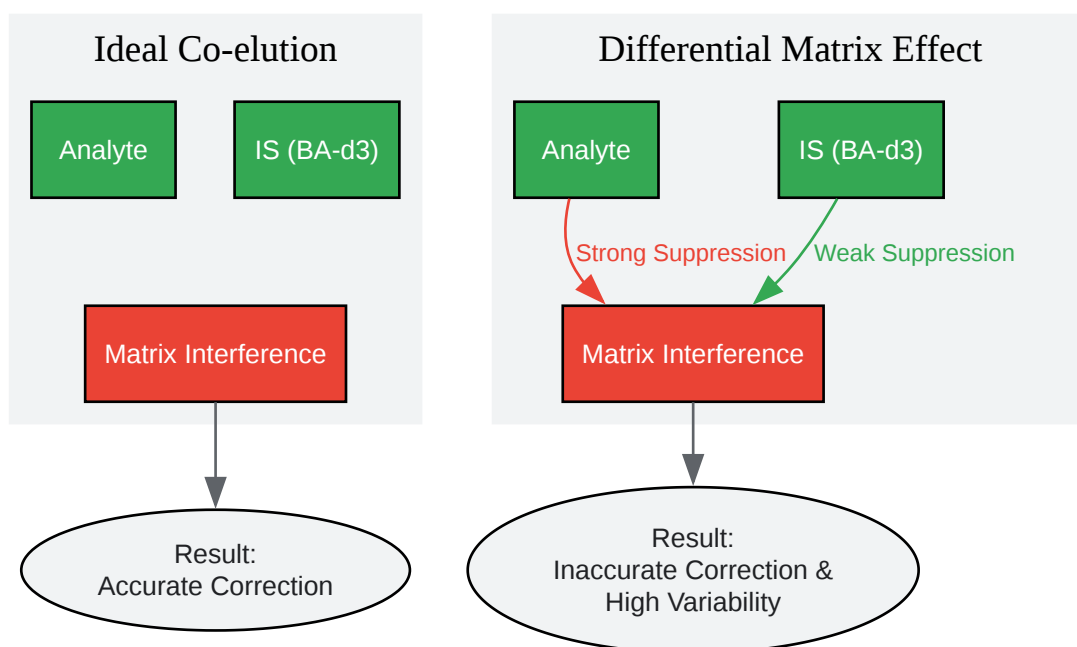 Ideal Co-elution
Analyte
IS (BA-d3)
Matrix Interference
Result:
Accurate Correction
Differential Matrix Effect
Analyte
IS (BA-d3)
Strong Suppression
Weak Suppression
Matrix Interference
Result:
Inaccurate Correction &
High Variability